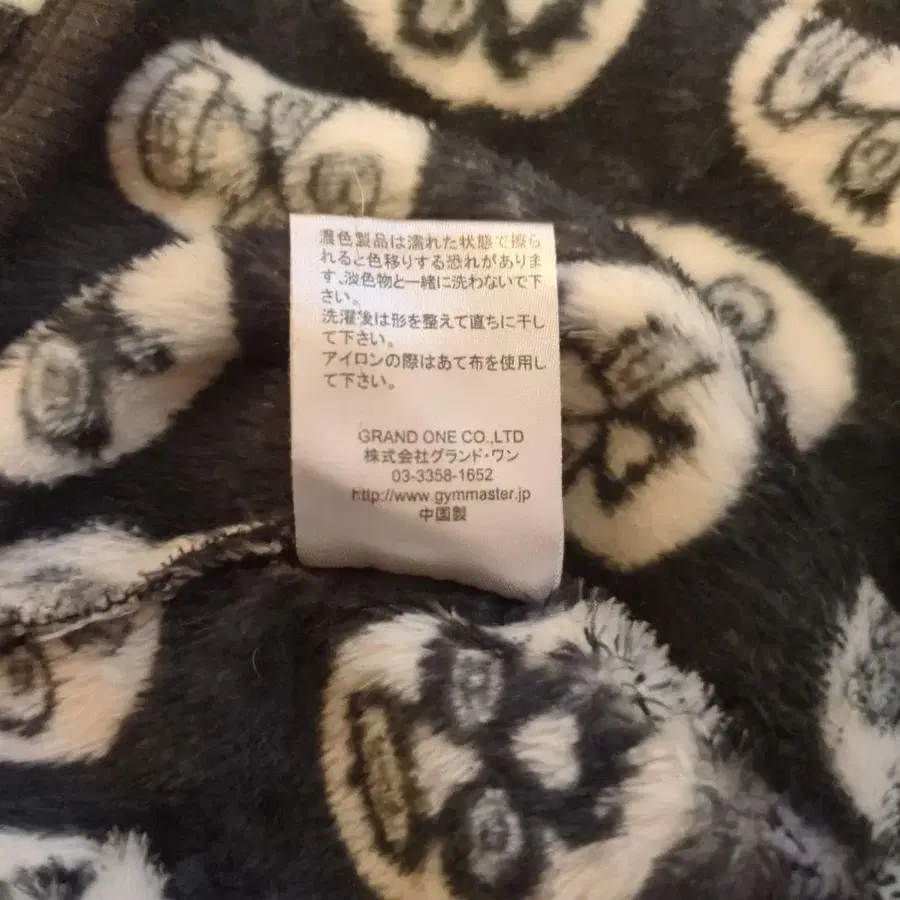 濃色製品は濡れた状態で擦ら
れると色移りする恐れがありま
す、淡色物と一緒に洗わないで下
さい。
洗濯後は形を整えて直ちに干し
て下さい。
アイロンの際はあて布を使用し
て下さい。
GRAND ONE CO.,LTD
株式会社グランド・ワン
03-3358-1652
http://www.gymmaster.jp
中国製